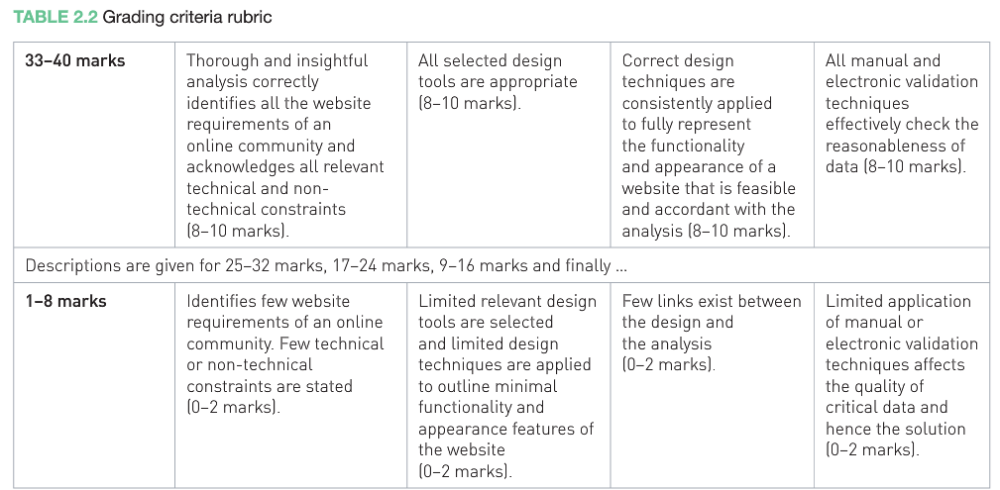 TABLE 2.2 Grading criteria rubric
33–40 marks
Thorough and insightful
analysis correctly
identifies all the website
requirements of an
online community and
acknowledges all relevant
technical and non-
technical constraints
(8–10 marks).
All selected design
tools are appropriate
(8–10 marks).
Correct design
techniques are
consistently applied
to fully represent
the functionality
and appearance of a
website that is feasible
and accordant with the
analysis (8–10 marks).
All manual and
electronic validation
techniques
effectively check the
reasonableness of
data (8–10 marks).
Descriptions are given for 25–32 marks, 17–24 marks, 9–16 marks and finally ...
1–8 marks
Identifies few website
requirements of an online
community. Few technical
or non-technical
constraints are stated
(0–2 marks).
Limited relevant design
tools are selected
and limited design
techniques are applied
to outline minimal
functionality and
appearance features of
the website
(0–2 marks).
Few links exist between
the design and
the analysis
(0–2 marks).
Limited application
of manual or
electronic validation
techniques affects
the quality of
critical data and
hence the solution
(0–2 marks).